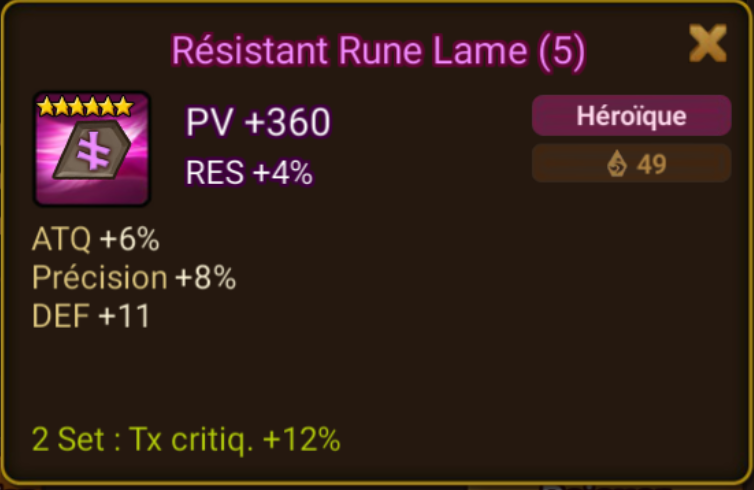 Résistant Rune Lame (5)
PV +360
Héroïque
RES +4%
49
ATQ +6%
Précision +8%
DEF +11
2 Set : Tx critiq. +12%